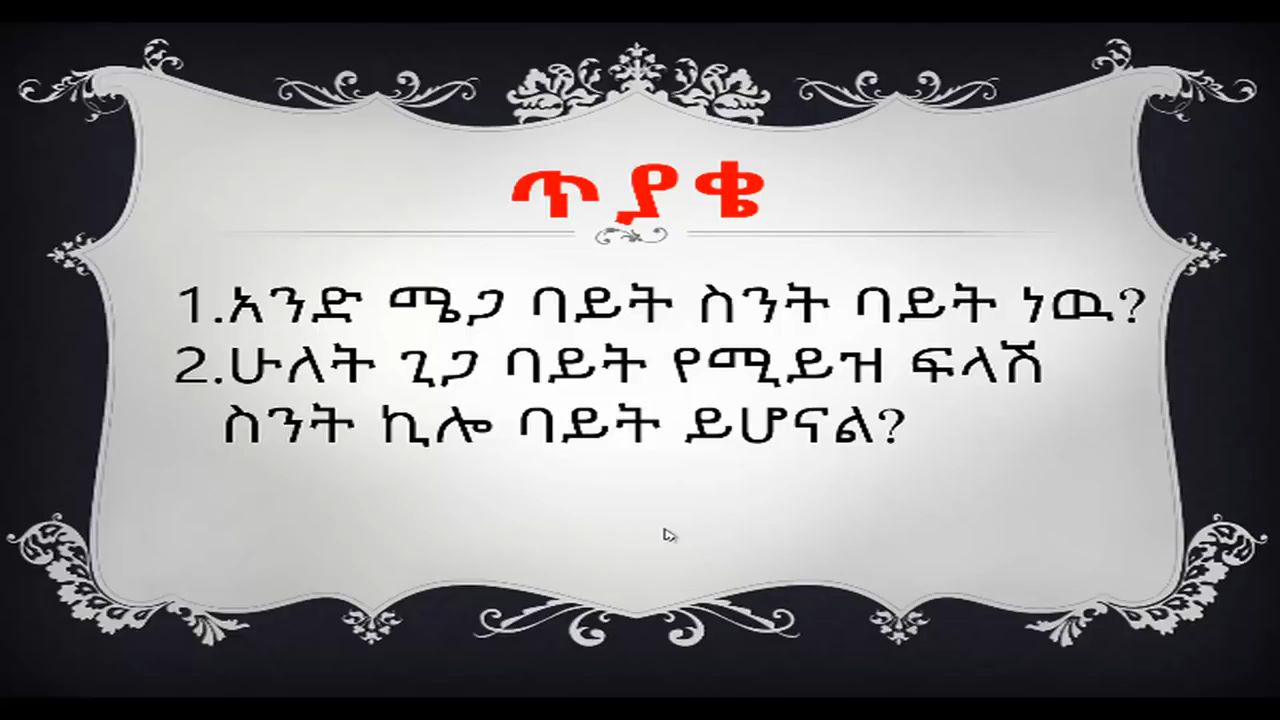 ጥያቄ
1.አንድ ሜጋ ባይት ስንት ባይት ነዉ?
2.ሁለት ጊጋ ባይት የሚይዝ ፍላሽ
ስንት ኪሎ ባይት ይሆናል?